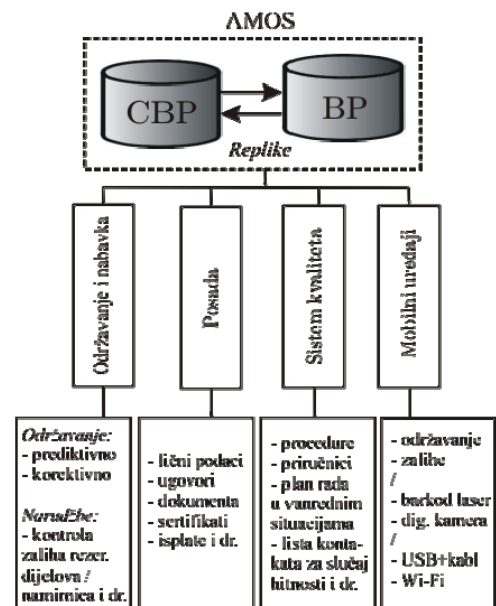 AMOS
CBP
BP
Replike
Održavanje i nabavka
Posada
Sistem kvaliteta
Mobilni uređaji
Održavanje:
- prediktivno
- korektivno
Narudžbe:
- kontrola
zaliha rezer.
dijelova /
namirnica i dr.
- lični podaci
- ugovori
- dokumenta
- sertifikati
- isplate i dr.
- procedure
- priručnici
- plan rada
u vanrednim
situacijama
- lista konta-
kata za slučaj
hitnosti i dr.
- održavanje
- zalihe
/
- barkod laser
- dig. kamera
/
- USB+kabl
- Wi-Fi